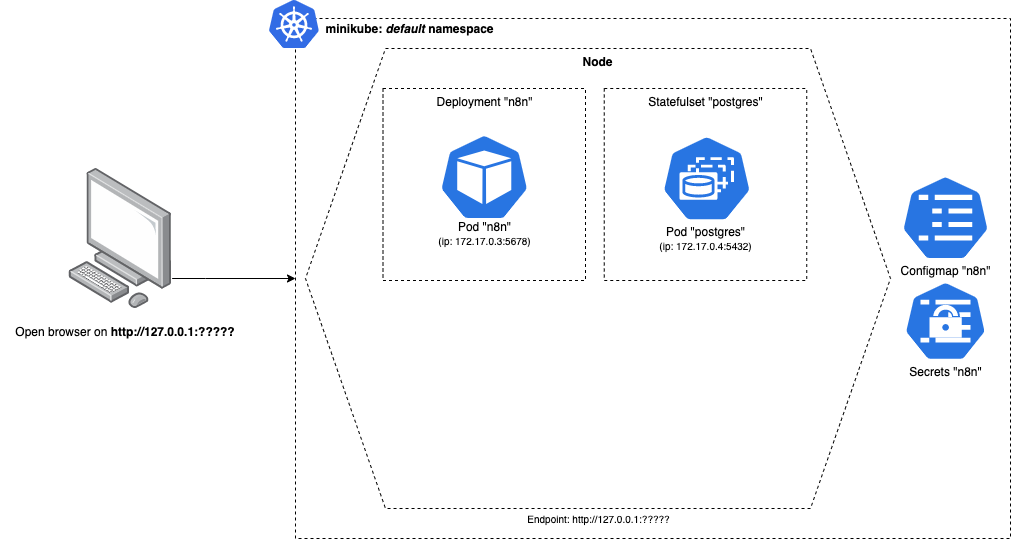 minikube: default namespace
Node
Deployment "n8n"
Statefulset "postgres"
Pod "n8n"
(ip: 172.17.0.3:5678)
Pod "postgres"
(ip: 172.17.0.4:5432)
Configmap "n8n"
Secrets "n8n"
Open browser on http://127.0.0.1:?????
Endpoint: http://127.0.0.1:?????